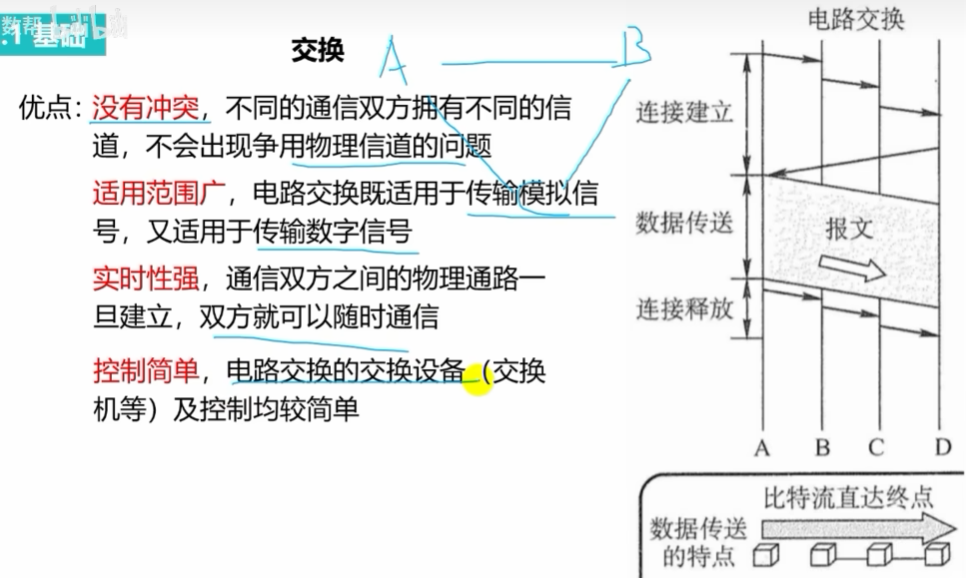 数帮
.1 基础
bilibili
交换
A
B
优点：没有冲突，不同的通信双方拥有不同的信
道，不会出现争用物理信道的问题
适用范围广，电路交换既适用于传输模拟信
号，又适用于传输数字信号
实时性强，通信双方之间的物理通路一
旦建立，双方就可以随时通信
控制简单，电路交换的交换设备（交换
机等）及控制均较简单
电路交换
连接建立
数据传送
报文
连接释放
A B C D
比特流直达终点
数据传送
的特点